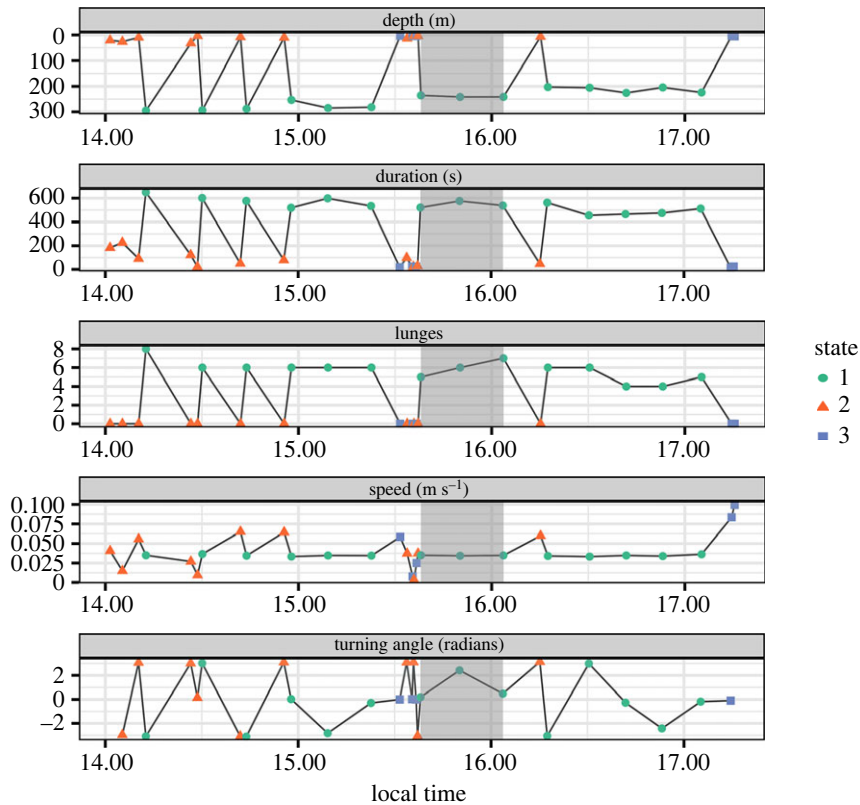 depth (m)
0
100
200
300
14.00 15.00 16.00 17.00
duration (s)
600
400
200
0
14.00 15.00 16.00 17.00
lunges
8
6
4
2
0
14.00 15.00 16.00 17.00
state
1
2
3
speed (m s⁻¹)
0.100
0.075
0.050
0.025
0
14.00 15.00 16.00 17.00
turning angle (radians)
2
0
−2
14.00 15.00 16.00 17.00
local time